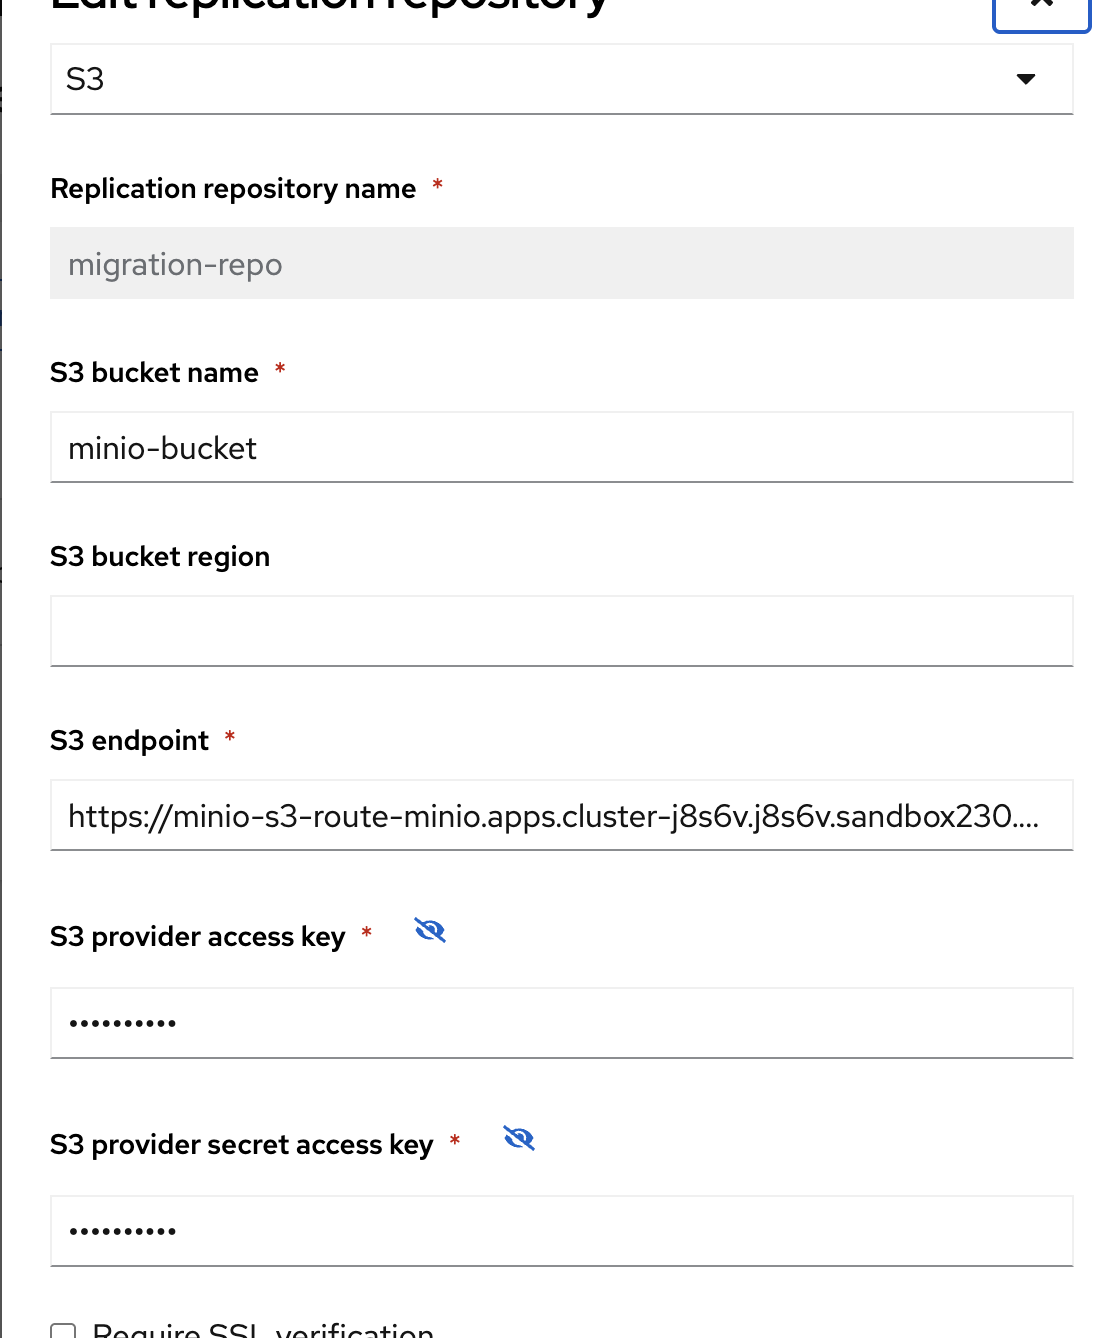 Edit replication repository
S3
Replication repository name *
migration-repo
S3 bucket name *
minio-bucket
S3 bucket region
S3 endpoint *
https://minio-s3-route-minio.apps.cluster-j8s6v.j8s6v.sandbox230....
S3 provider access key *
••••••••••
S3 provider secret access key *
••••••••••
Require SSL verification